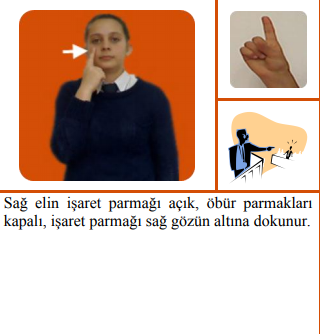 Sağ elin işaret parmağı açık, öbür parmakları
kapalı, işaret parmağı sağ gözün altına dokunur.